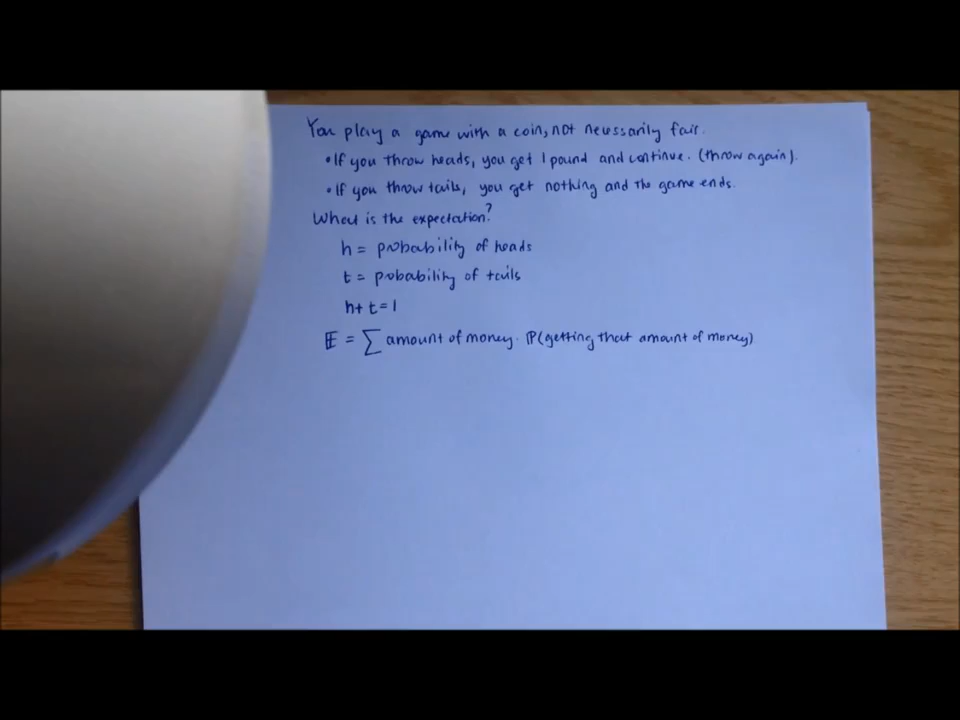 You play a game with a coin, not necessarily fair.
• If you throw heads, you get 1 pound and continue. (throw again).
• If you throw tails, you get nothing and the game ends.
What is the expectation?
h = probability of heads
t = probability of tails
h + t = 1
𝔼 = ∑ amount of money · ℙ(getting that amount of money)